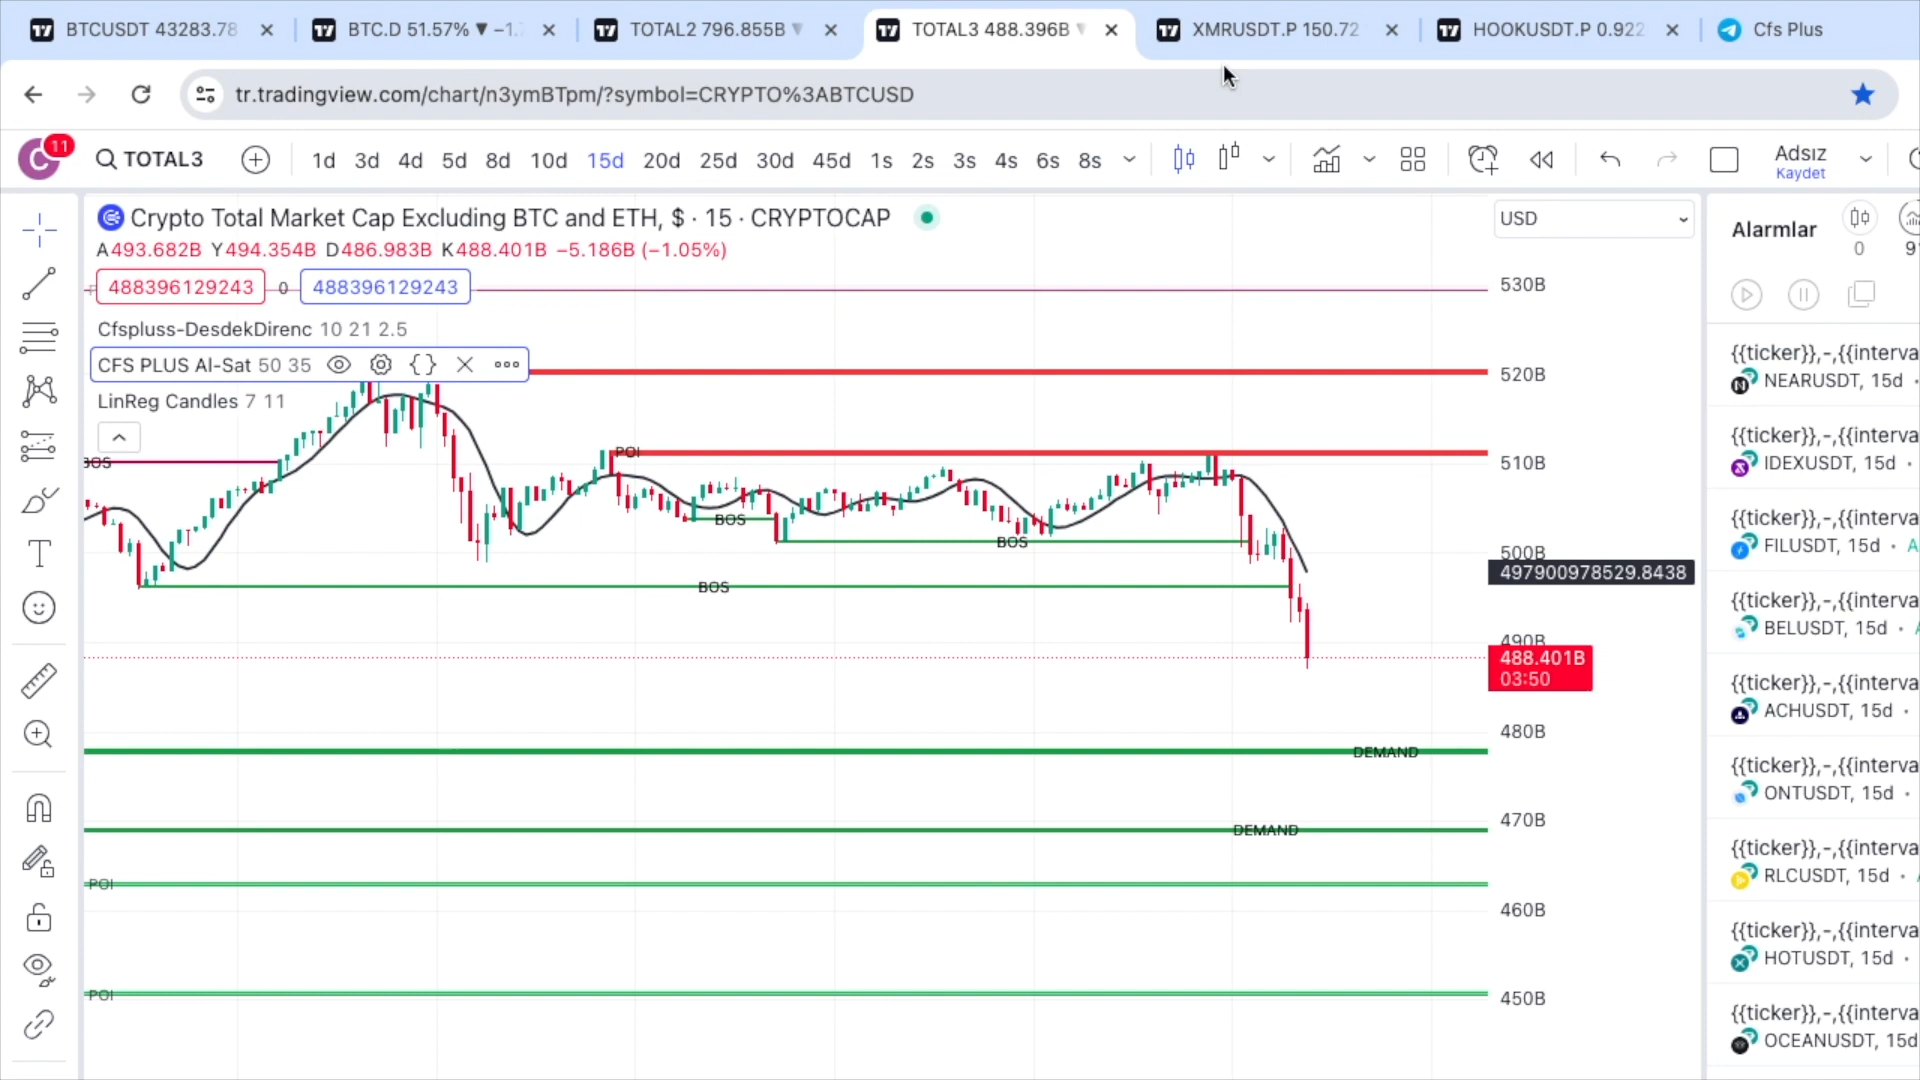 BTCUSDT 43283.78
BTC.D 51.57% ▼ −1.
TOTAL2 796.855B ▼
TOTAL3 488.396B ▼
XMRUSDT.P 150.72
HOOKUSDT.P 0.922
Cfs Plus
tr.tradingview.com/chart/n3ymBTpm/?symbol=CRYPTO%3ABTCUSD
C 11
TOTAL3
1d 3d 4d 5d 8d 10d 15d 20d 25d 30d 45d 1s 2s 3s 4s 6s 8s
Adsız
Kaydet
Crypto Total Market Cap Excluding BTC and ETH, $ · 15 · CRYPTOCAP
USD
Alarmlar
0
9
A493.682B Y494.354B D486.983B K488.401B −5.186B (−1.05%)
488396129243 0 488396129243
Cfspluss-DesdekDirenc 10 21 2.5
CFS PLUS Al-Sat 50 35
LinReg Candles 7 11
BOS
POI
BOS
BOS
BOS
DEMAND
DEMAND
POI
POI
530B
520B
510B
500B
497900978529.8438
490B
488.401B
03:50
480B
470B
460B
450B
{{ticker}},-,{{interva
NEARUSDT, 15d •
{{ticker}},-,{{interva
IDEXUSDT, 15d •
{{ticker}},-,{{interva
FILUSDT, 15d • A
{{ticker}},-,{{interva
BELUSDT, 15d • A
{{ticker}},-,{{interva
ACHUSDT, 15d •
{{ticker}},-,{{interva
ONTUSDT, 15d •
{{ticker}},-,{{interva
RLCUSDT, 15d • A
{{ticker}},-,{{interva
HOTUSDT, 15d •
{{ticker}},-,{{interva
OCEANUSDT, 15d